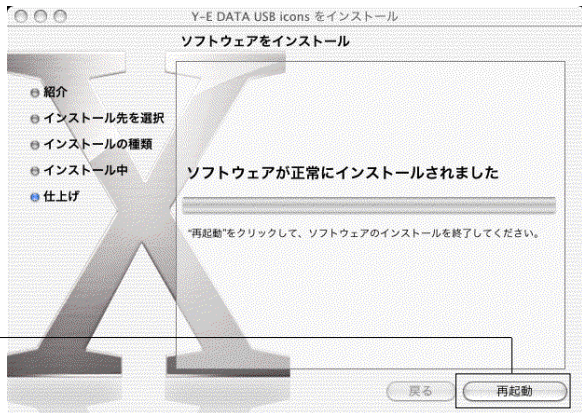 Y-E DATA USB icons をインストール
ソフトウェアをインストール
紹介
インストール先を選択
インストールの種類
インストール中
仕上げ
ソフトウェアが正常にインストールされました
"再起動"をクリックして、ソフトウェアのインストールを終了してください。
戻る
再起動